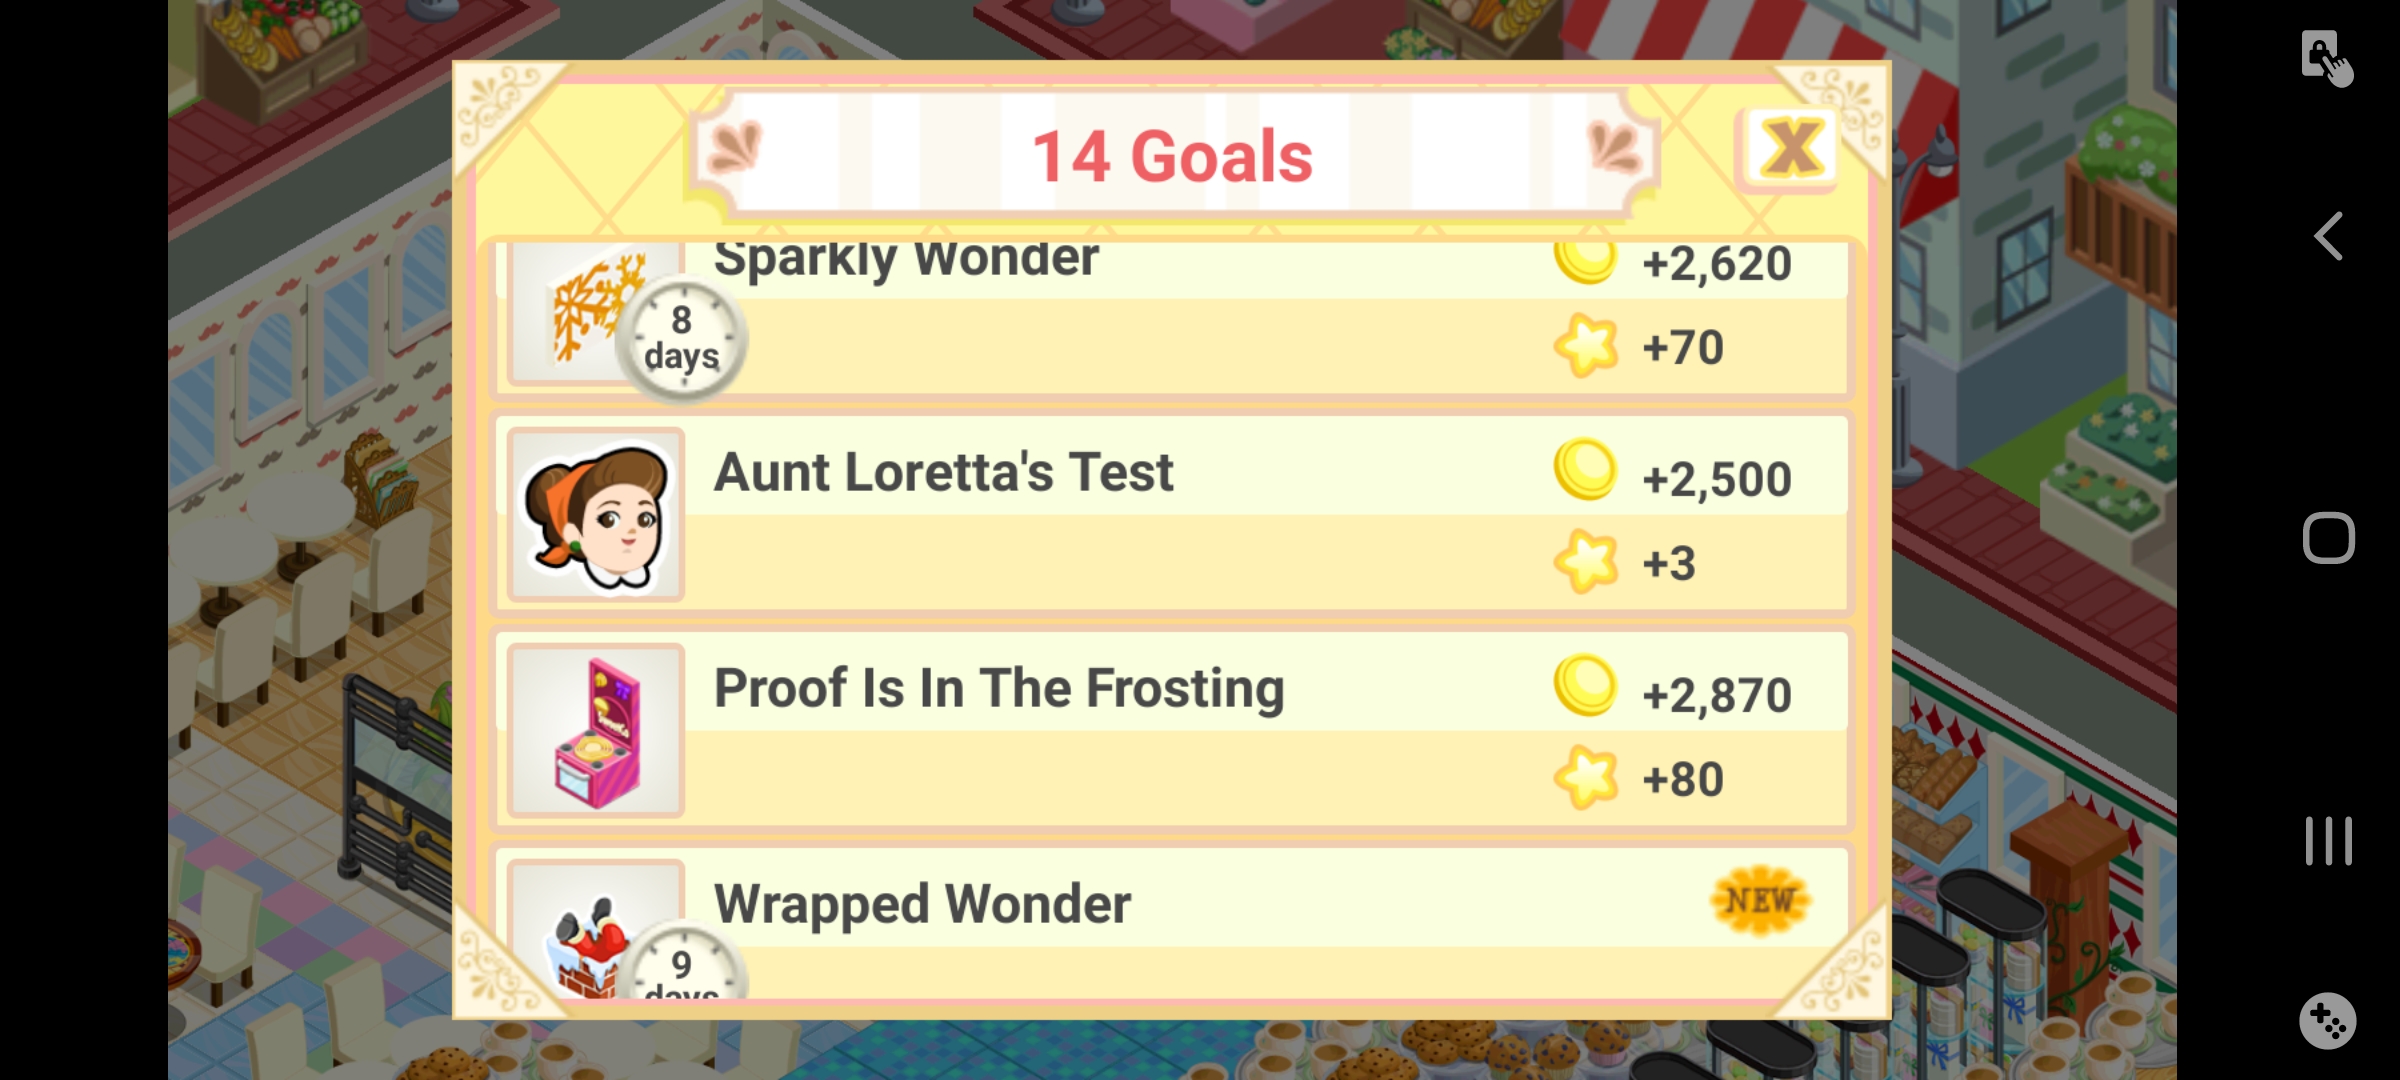 14 Goals
X
Sparkly Wonder
+2,620
8
days
+70
Aunt Loretta's Test
+2,500
+3
Proof Is In The Frosting
+2,870
+80
Wrapped Wonder
NEW
9
days